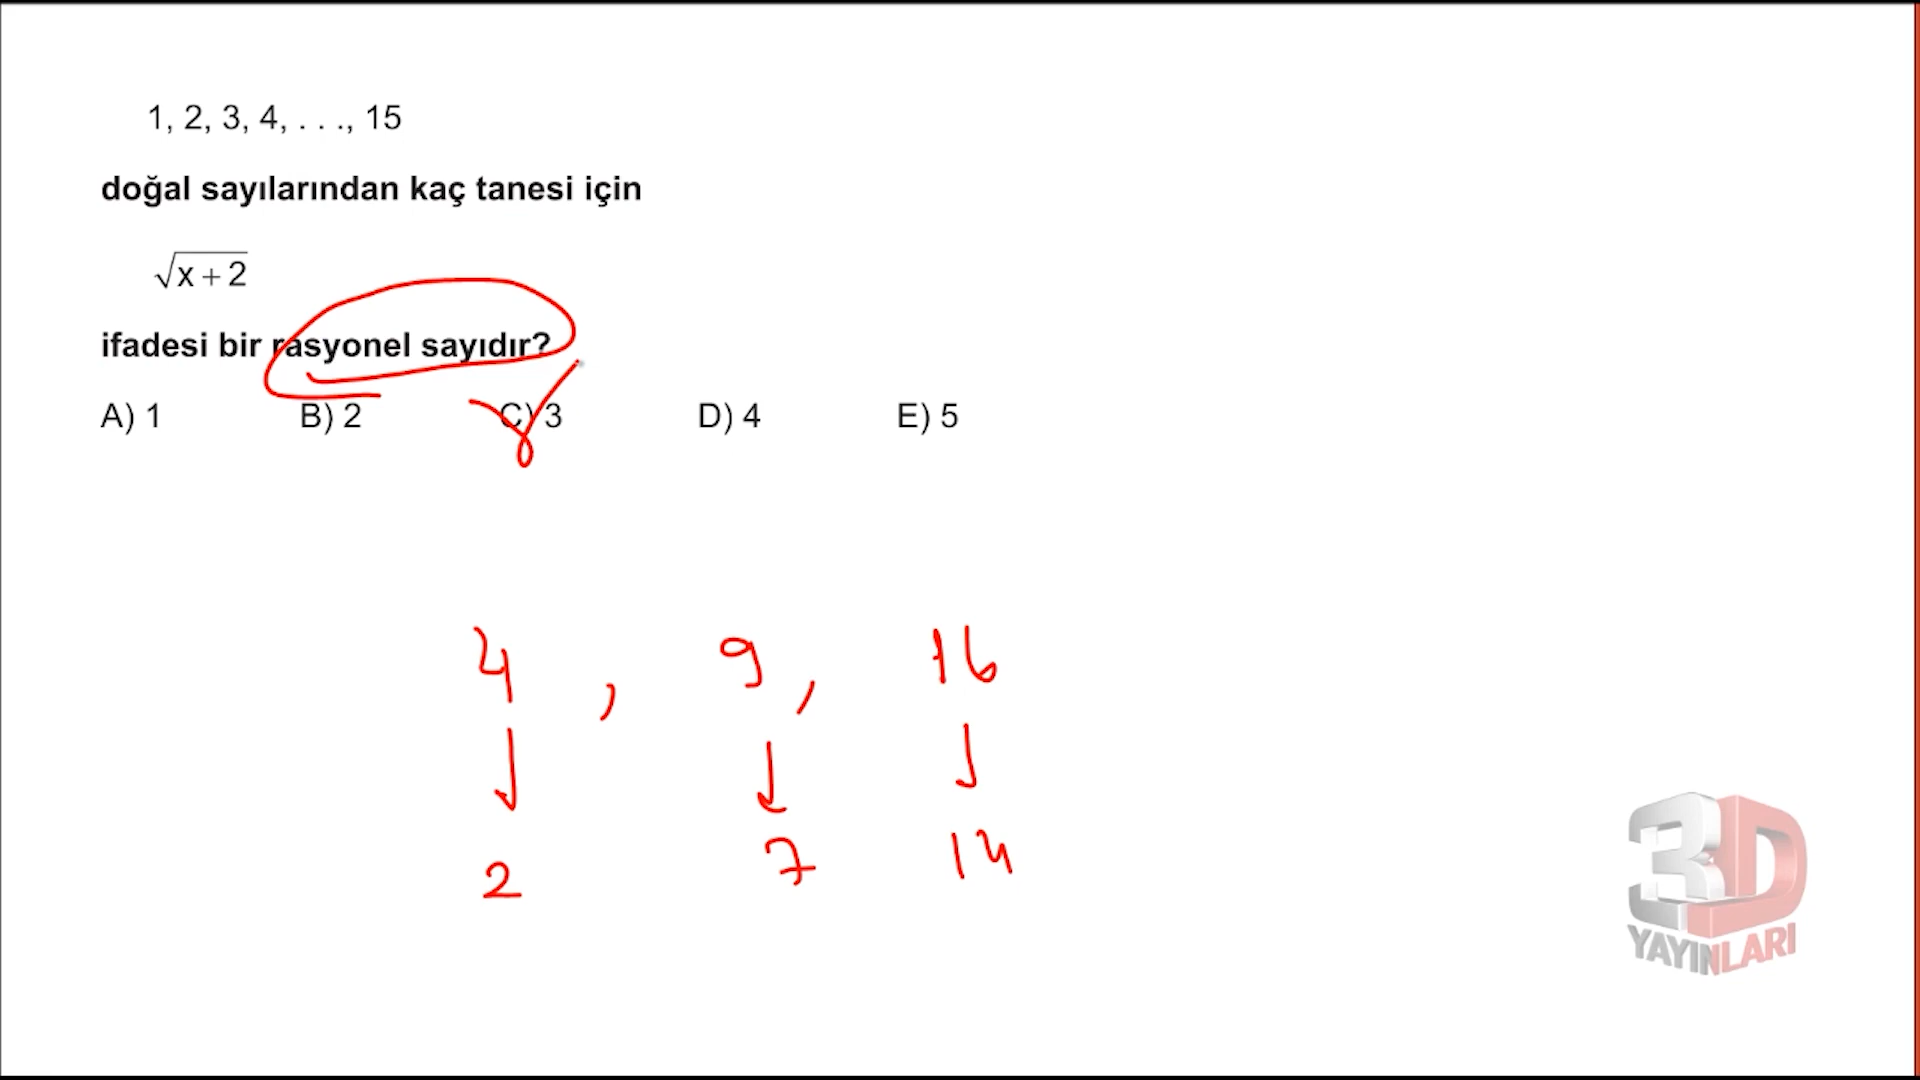 1, 2, 3, 4, . . ., 15
doğal sayılarından kaç tanesi için
√x + 2
ifadesi bir rasyonel sayıdır?
A) 1 B) 2 C) 3 D) 4 E) 5
4 , 9 , 16
2 7 14
3D
YAYINLARI